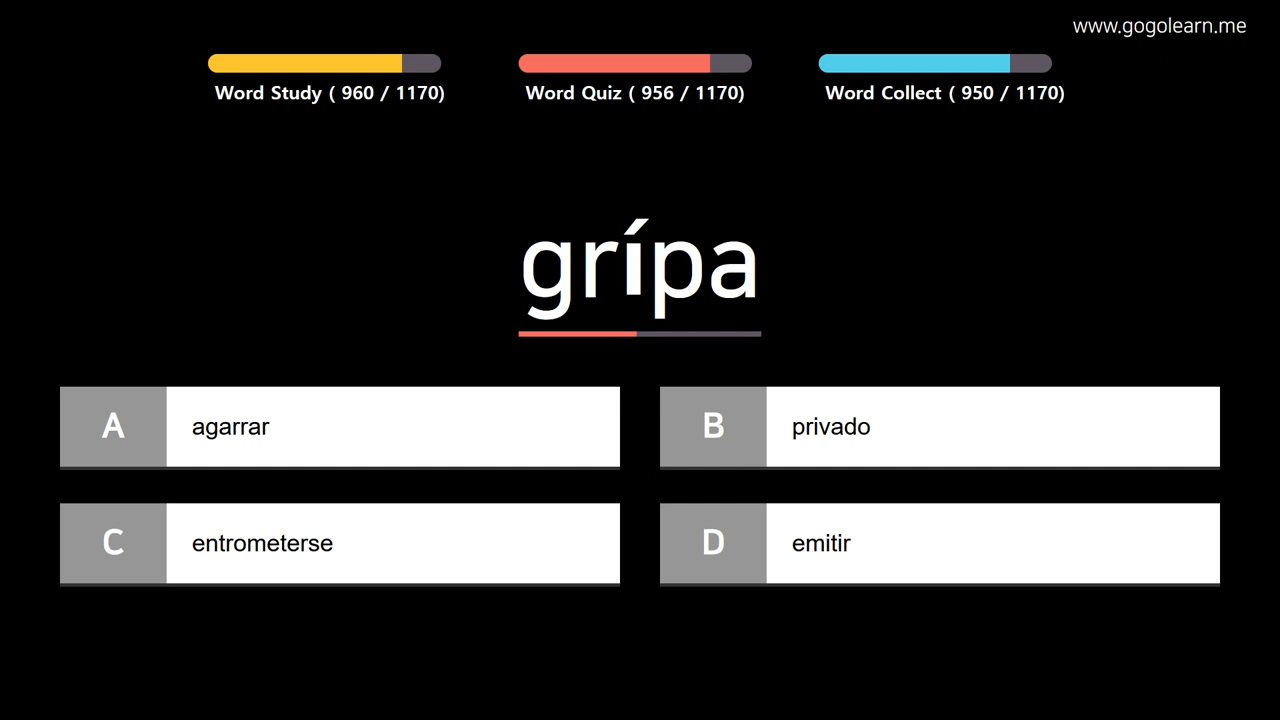 www.gogolearn.me
Word Study ( 960 / 1170)
Word Quiz ( 956 / 1170)
Word Collect ( 950 / 1170)
grípa
A agarrar
B privado
C entrometerse
D emitir